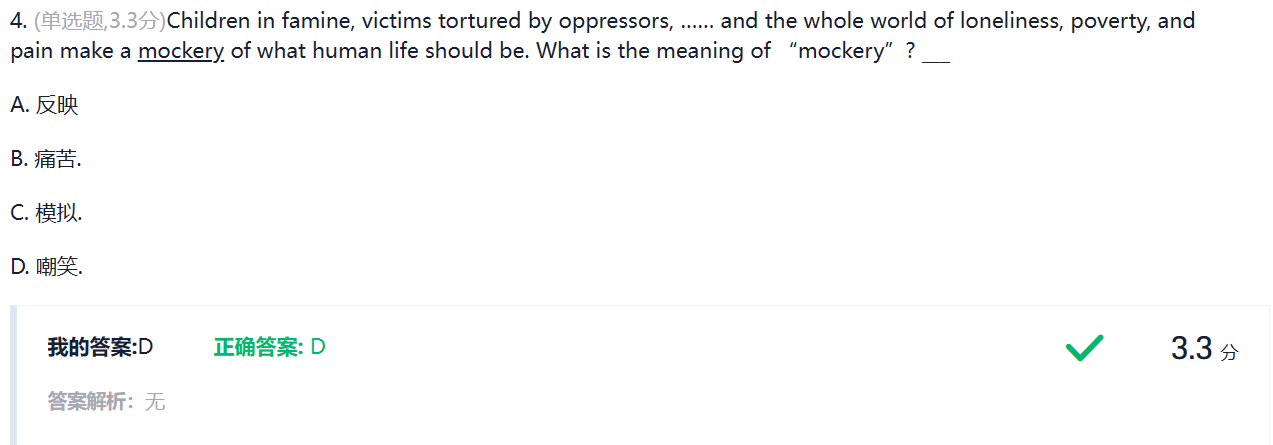 4. (单选题,3.3分)Children in famine, victims tortured by oppressors, ...... and the whole world of loneliness, poverty, and
pain make a mockery of what human life should be. What is the meaning of “mockery”? ___
A. 反映
B. 痛苦.
C. 模拟.
D. 嘲笑.
我的答案:D 正确答案: D 3.3 分
答案解析：无